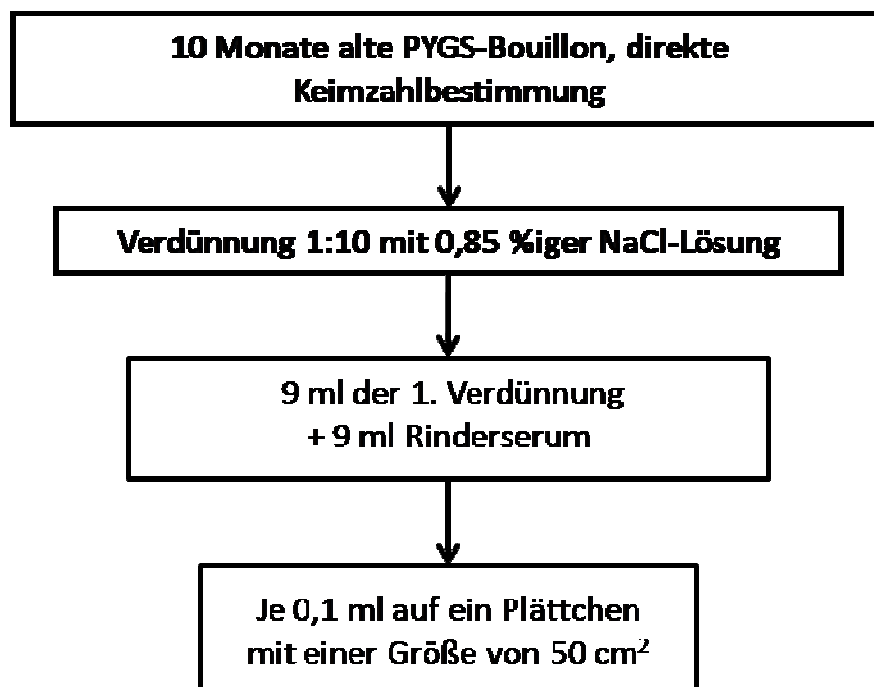 10 Monate alte PYGS-Bouillon, direkte
Keimzahlbestimmung
Verdünnung 1:10 mit 0,85 %iger NaCl-Lösung
9 ml der 1. Verdünnung
+ 9 ml Rinderserum
Je 0,1 ml auf ein Plättchen
mit einer Größe von 50 cm²